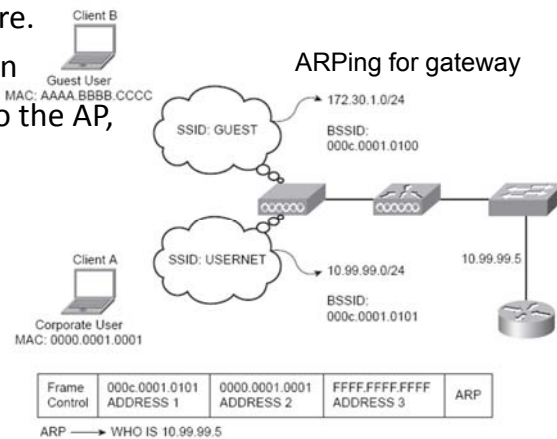 re.
n
o the AP,
Client B
Guest User
MAC: AAAA.BBBB.CCCC
ARPing for gateway
SSID: GUEST
172.30.1.0/24
BSSID:
000c.0001.0100
Client A
Corporate User
MAC: 0000.0001.0001
SSID: USERNET
10.99.99.0/24
BSSID:
000c.0001.0101
10.99.99.5
Frame
Control
000c.0001.0101
ADDRESS 1
0000.0001.0001
ADDRESS 2
FFFF.FFFF.FFFF
ADDRESS 3
ARP
ARP → WHO IS 10.99.99.5